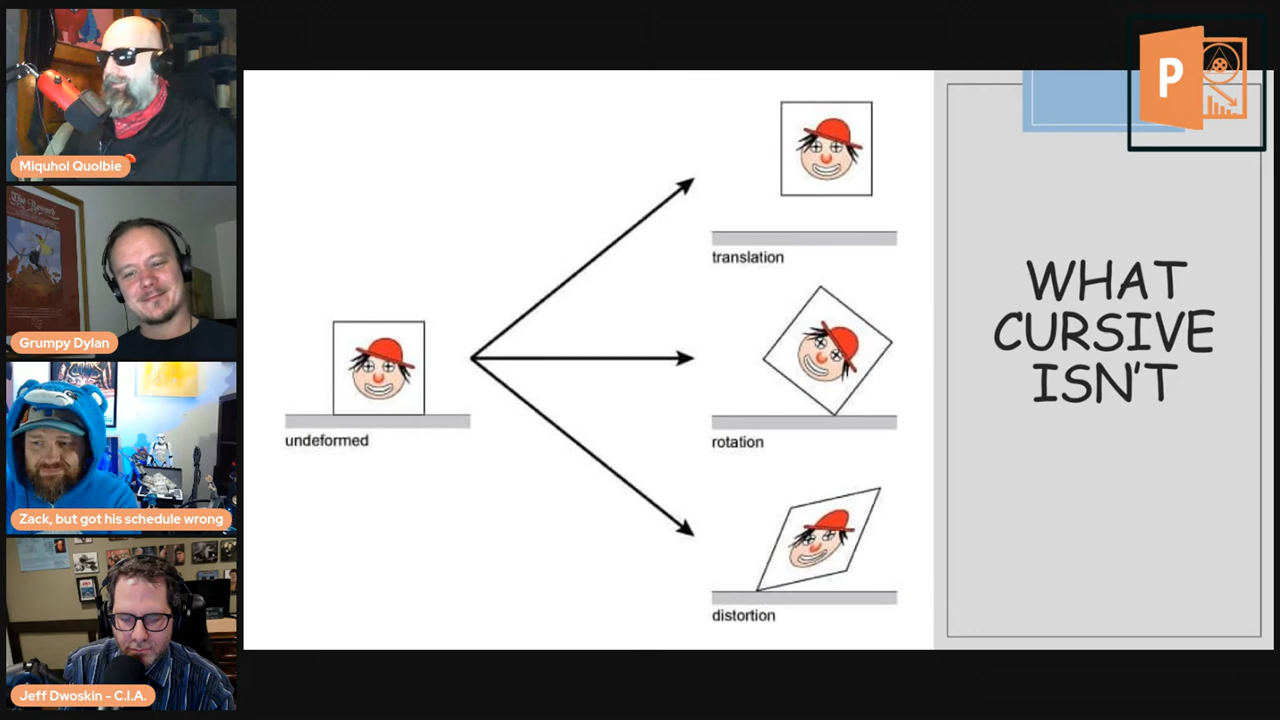 Miquhol Quolbie
Grumpy Dylan
Zack, but got his schedule wrong
Jeff Dwoskin - C.I.A.
undeformed
translation
rotation
distortion
WHAT
CURSIVE
ISN'T
P